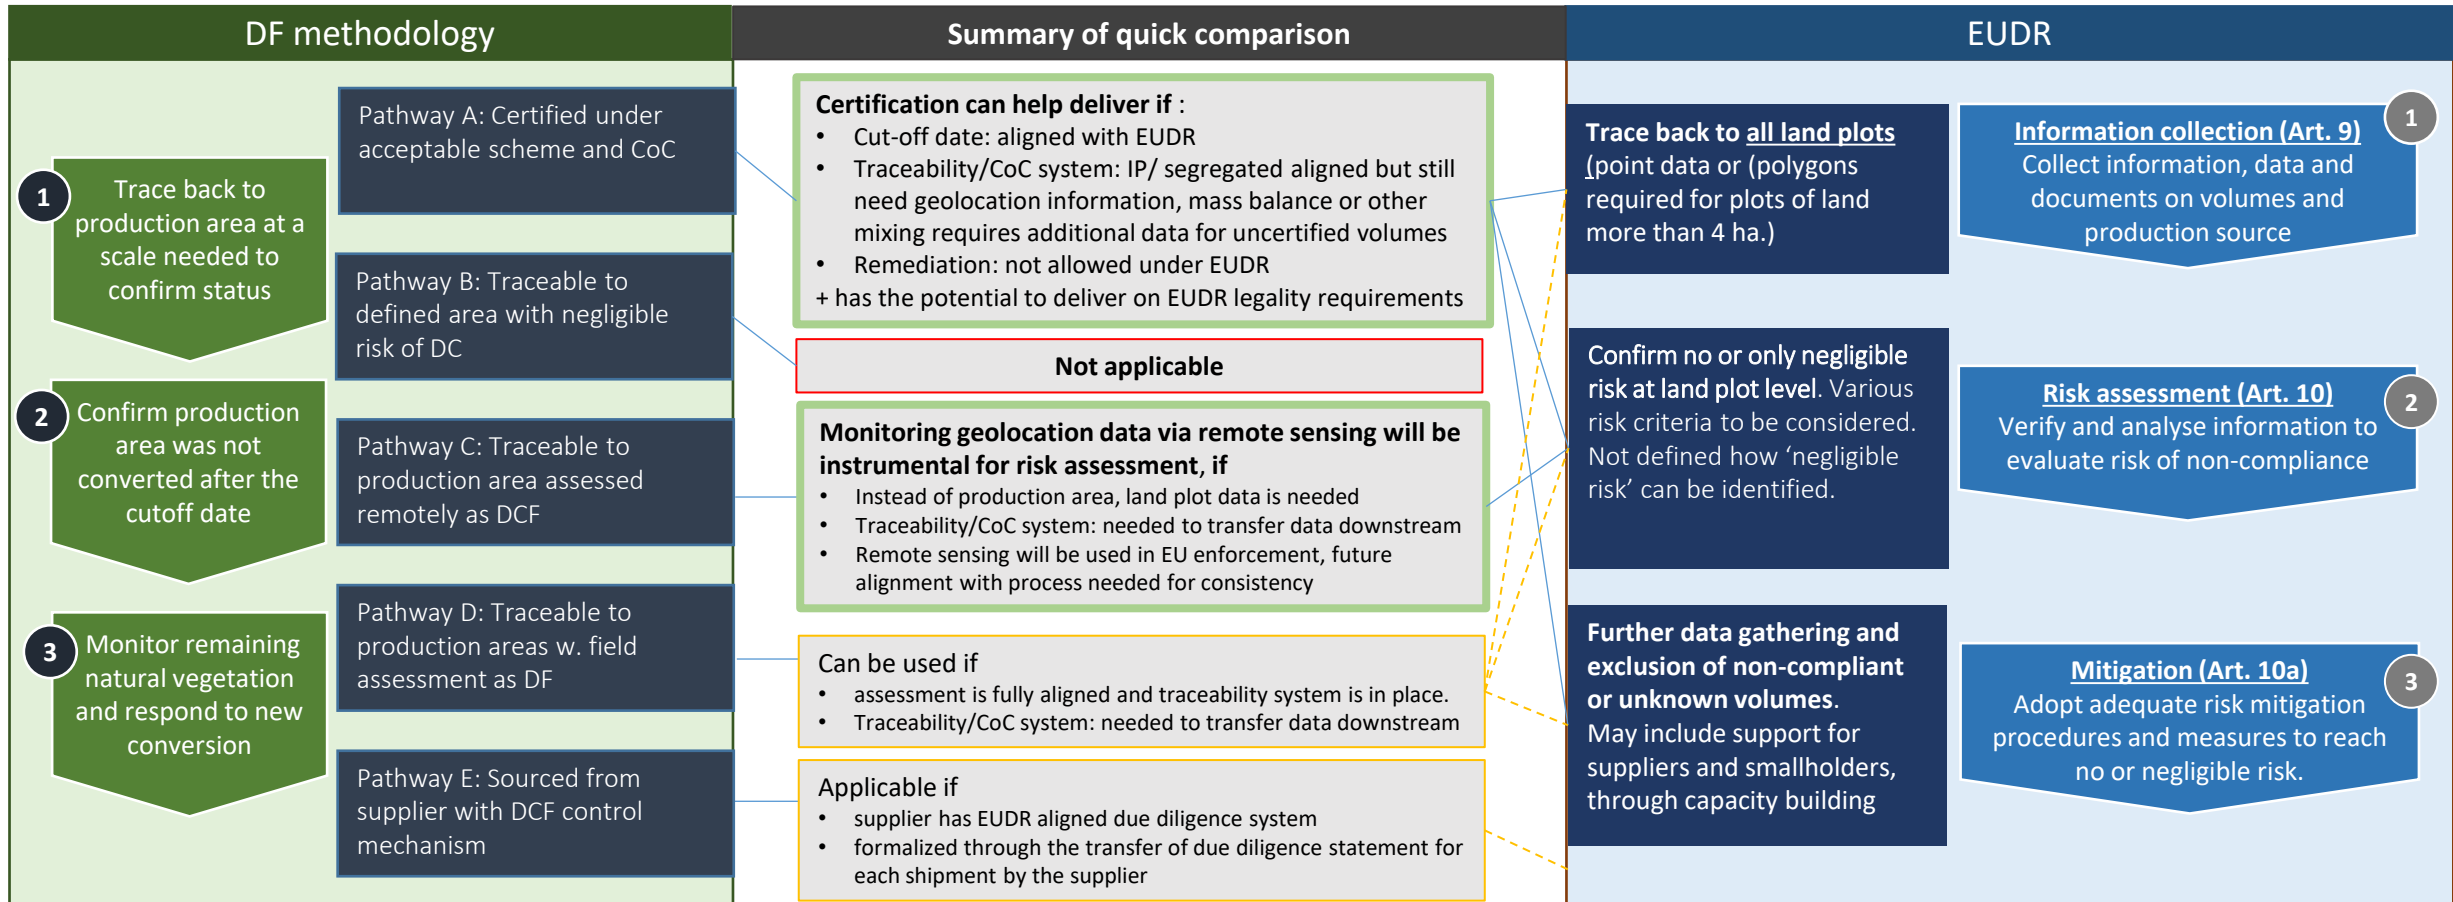 DF methodology
Summary of quick comparison
EUDR
1
Trace back to
production area at a
scale needed to
confirm status
2
Confirm production
area was not
converted after the
cutoff date
3
Monitor remaining
natural vegetation
and respond to new
conversion
Pathway A: Certified under
acceptable scheme and CoC
Pathway B: Traceable to
defined area with negligible
risk of DC
Pathway C: Traceable to
production area assessed
remotely as DCF
Pathway D: Traceable to
production areas w. field
assessment as DF
Pathway E: Sourced from
supplier with DCF control
mechanism
Certification can help deliver if :
• Cut-off date: aligned with EUDR
• Traceability/CoC system: IP/ segregated aligned but still
need geolocation information, mass balance or other
mixing requires additional data for uncertified volumes
• Remediation: not allowed under EUDR
+ has the potential to deliver on EUDR legality requirements
Not applicable
Monitoring geolocation data via remote sensing will be
instrumental for risk assessment, if
• Instead of production area, land plot data is needed
• Traceability/CoC system: needed to transfer data downstream
• Remote sensing will be used in EU enforcement, future
alignment with process needed for consistency
Can be used if
• assessment is fully aligned and traceability system is in place.
• Traceability/CoC system: needed to transfer data downstream
Applicable if
• supplier has EUDR aligned due diligence system
• formalized through the transfer of due diligence statement for
each shipment by the supplier
Trace back to all land plots
(point data or (polygons
required for plots of land
more than 4 ha.)
Confirm no or only negligible
risk at land plot level. Various
risk criteria to be considered.
Not defined how ‘negligible
risk’ can be identified.
Further data gathering and
exclusion of non-compliant
or unknown volumes.
May include support for
suppliers and smallholders,
through capacity building
1
Information collection (Art. 9)
Collect information, data and
documents on volumes and
production source
2
Risk assessment (Art. 10)
Verify and analyse information to
evaluate risk of non-compliance
3
Mitigation (Art. 10a)
Adopt adequate risk mitigation
procedures and measures to reach
no or negligible risk.